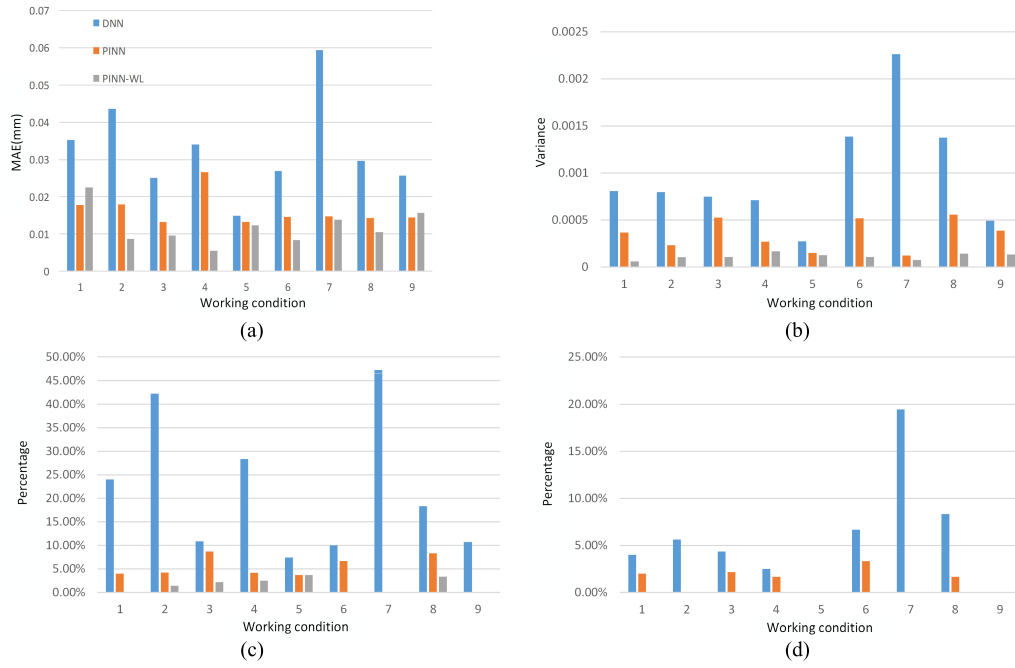 0.07
0.06
0.05
0.04
0.03
0.02
0.01
0
MAE(mm)
DNN
PINN
PINN-WL
1 2 3 4 5 6 7 8 9
Working condition
(a)
0.0025
0.002
0.0015
0.001
0.0005
0
Variance
1 2 3 4 5 6 7 8 9
Working condition
(b)
50.00%
45.00%
40.00%
35.00%
30.00%
25.00%
20.00%
15.00%
10.00%
5.00%
0.00%
Percentage
1 2 3 4 5 6 7 8 9
Working condition
(c)
25.00%
20.00%
15.00%
10.00%
5.00%
0.00%
Percentage
1 2 3 4 5 6 7 8 9
Working condition
(d)